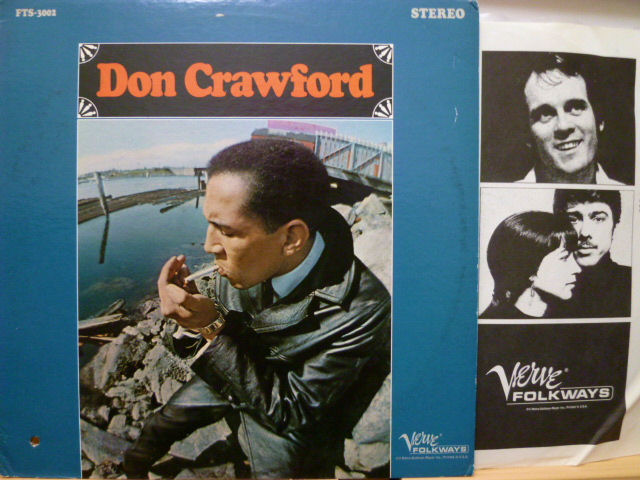 FTS-3002
STEREO
Don Crawford
Verve
FOLKWAYS
Verve
FOLKWAYS